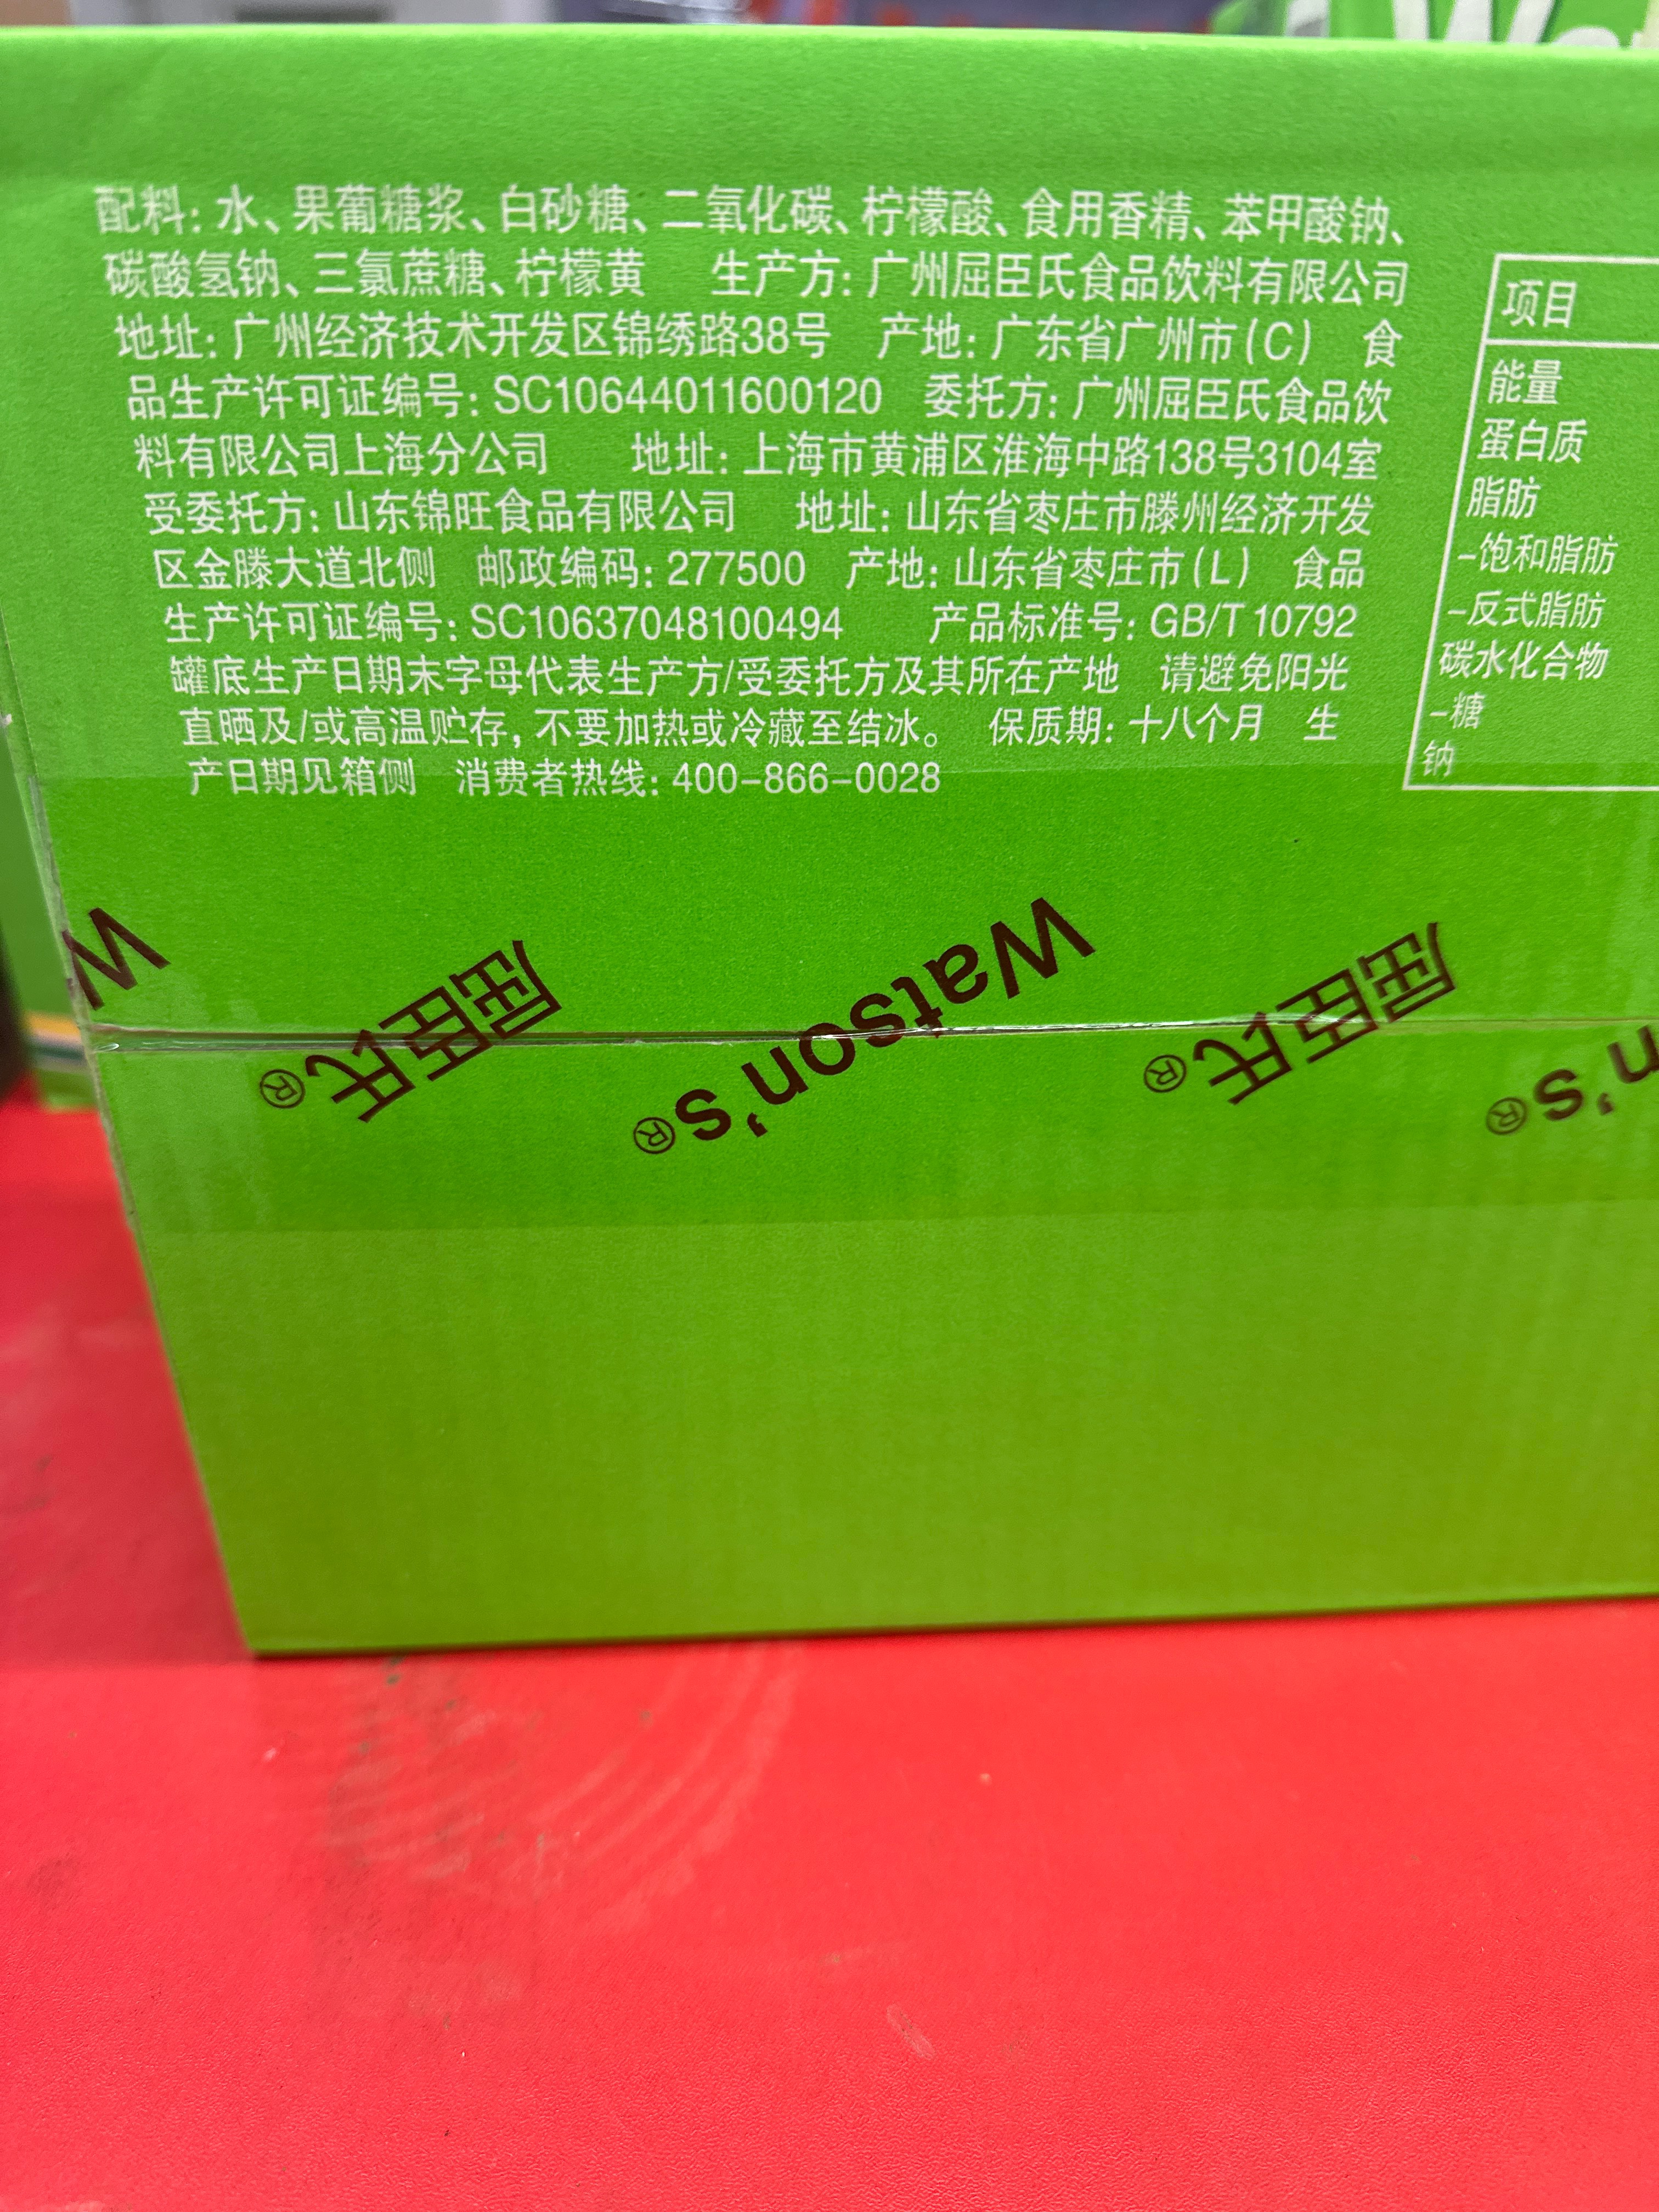 配料：水、果葡糖浆、白砂糖、二氧化碳、柠檬酸、食用香精、苯甲酸钠、
碳酸氢钠、三氯蔗糖、柠檬黄 生产方：广州屈臣氏食品饮料有限公司
地址：广州经济技术开发区锦绣路38号 产地：广东省广州市(C) 食
品生产许可证编号：SC10644011600120 委托方：广州屈臣氏食品饮
料有限公司上海分公司 地址：上海市黄浦区淮海中路138号3104室
受委托方：山东锦旺食品有限公司 地址：山东省枣庄市滕州经济开发
区金滕大道北侧 邮政编码：277500 产地：山东省枣庄市(L) 食品
生产许可证编号：SC10637048100494 产品标准号：GB/T 10792
罐底生产日期末字母代表生产方/受委托方及其所在产地 请避免阳光
直晒及/或高温贮存，不要加热或冷藏至结冰。 保质期：十八个月 生
产日期见箱侧 消费者热线：400-866-0028
项目
能量
蛋白质
脂肪
-饱和脂肪
-反式脂肪
碳水化合物
-糖
钠
W
屈臣氏®
Watson's®
屈臣氏®
n's®